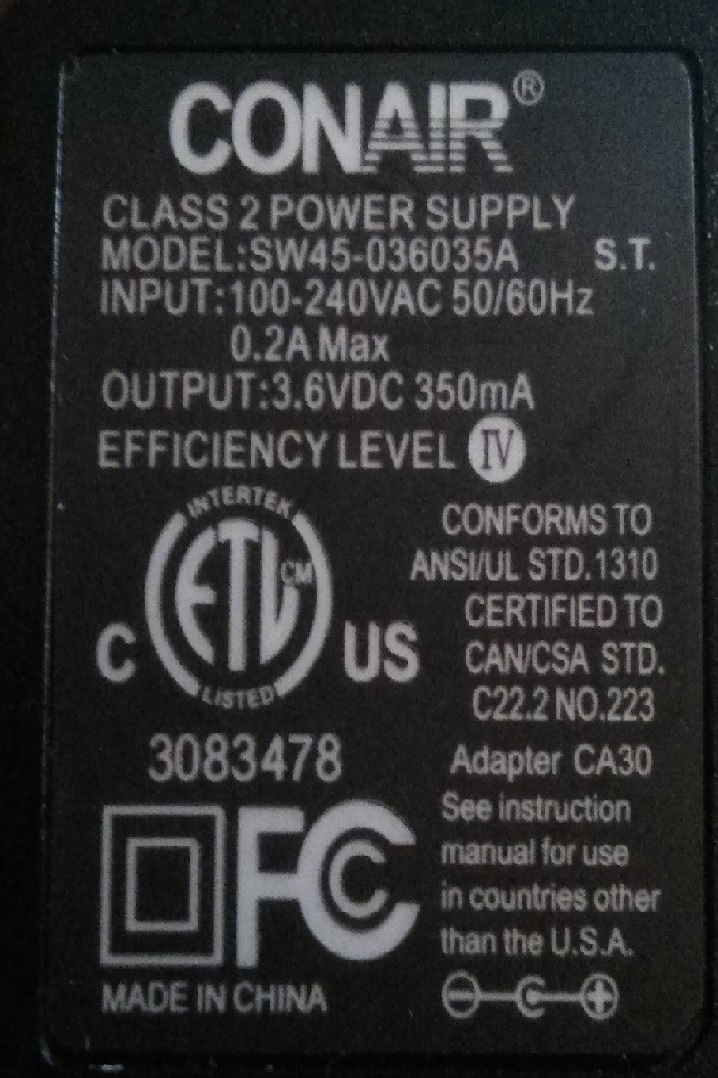 CONAIR®
CLASS 2 POWER SUPPLY
MODEL:SW45-036035A S.T.
INPUT:100-240VAC 50/60Hz
0.2A Max
OUTPUT:3.6VDC 350mA
EFFICIENCY LEVEL IV
INTERTEK
ETL CM
C US
LISTED
3083478
CONFORMS TO
ANSI/UL STD.1310
CERTIFIED TO
CAN/CSA STD.
C22.2 NO.223
Adapter CA30
See instruction
manual for use
in countries other
than the U.S.A.
FCC
MADE IN CHINA